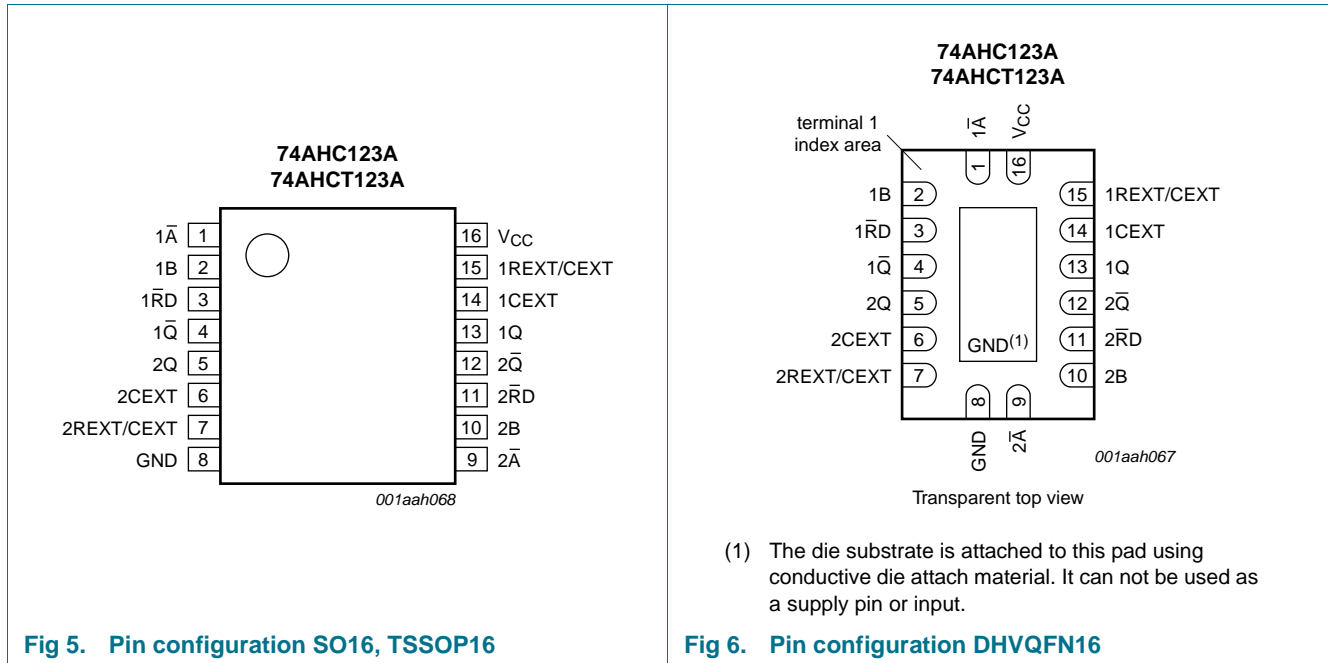 74AHC123A
74AHCT123A
1A̅ 1
1B 2
1R̅D̅ 3
1Q̅ 4
2Q 5
2CEXT 6
2REXT/CEXT 7
GND 8
16 VCC
15 1REXT/CEXT
14 1CEXT
13 1Q
12 2Q̅
11 2R̅D
10 2B
9 2A̅
001aah068
Fig 5. Pin configuration SO16, TSSOP16
74AHC123A
74AHCT123A
terminal 1
index area
1A̅ 1
VCC 16
1B 2
1R̅D 3
1Q̅ 4
2Q 5
2CEXT 6
2REXT/CEXT 7
15 1REXT/CEXT
14 1CEXT
13 1Q
12 2Q̅
11 2R̅D
10 2B
GND(1)
8 GND
9 2A̅
001aah067
Transparent top view
(1) The die substrate is attached to this pad using
conductive die attach material. It can not be used as
a supply pin or input.
Fig 6. Pin configuration DHVQFN16